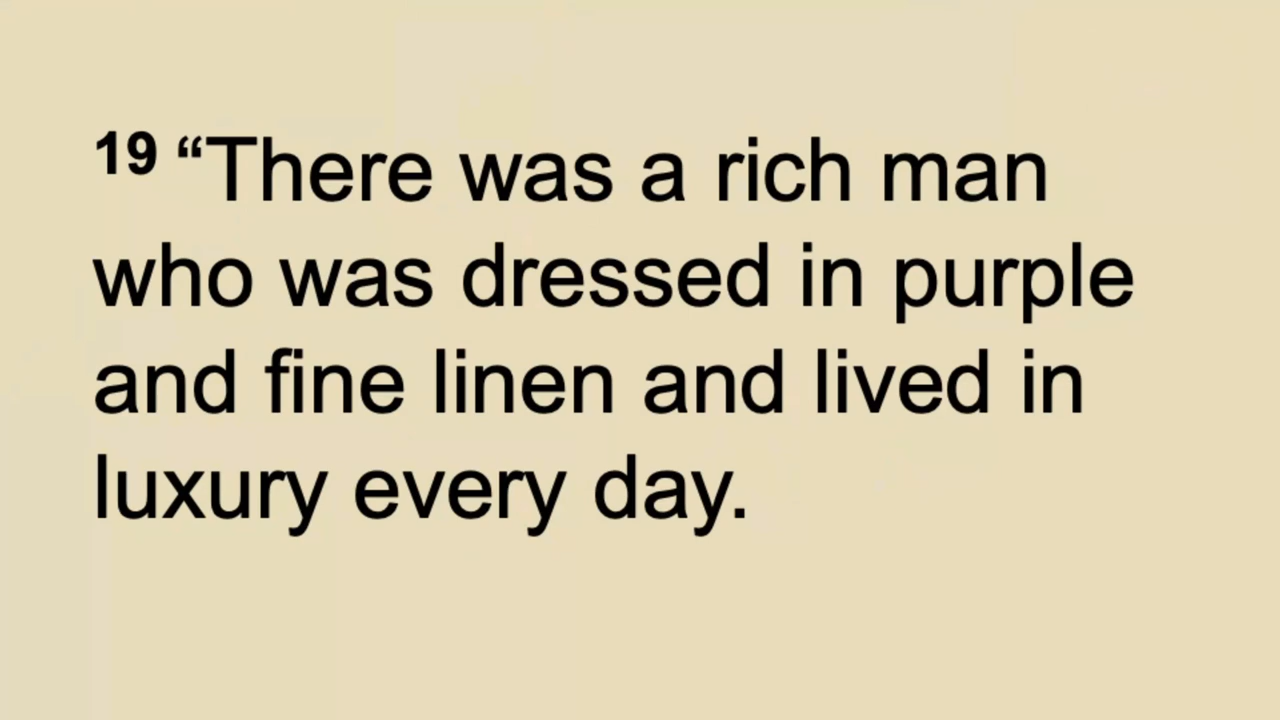 19 “There was a rich man
who was dressed in purple
and fine linen and lived in
luxury every day.